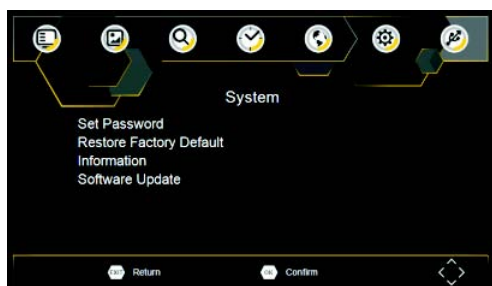 System
Set Password
Restore Factory Default
Information
Software Update
EXIT Return OK Confirm